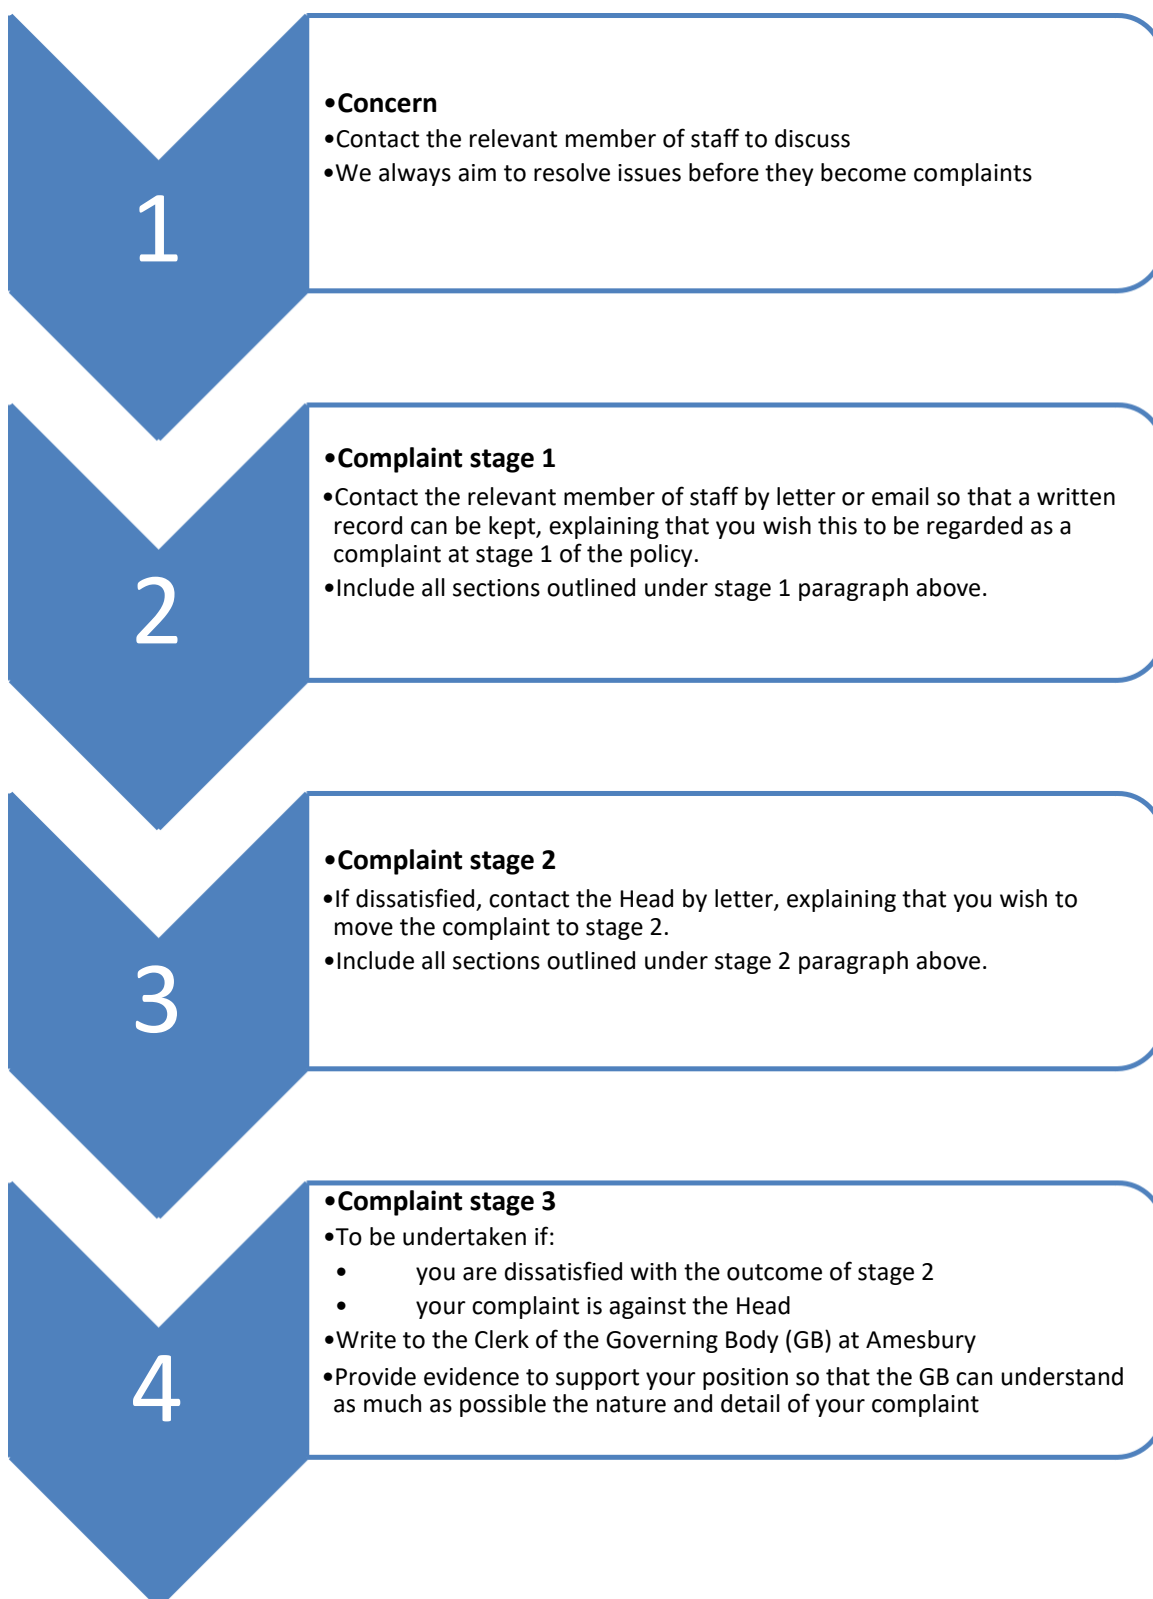 1
•Concern
•Contact the relevant member of staff to discuss
•We always aim to resolve issues before they become complaints
2
•Complaint stage 1
•Contact the relevant member of staff by letter or email so that a written
record can be kept, explaining that you wish this to be regarded as a
complaint at stage 1 of the policy.
•Include all sections outlined under stage 1 paragraph above.
3
•Complaint stage 2
•If dissatisfied, contact the Head by letter, explaining that you wish to
move the complaint to stage 2.
•Include all sections outlined under stage 2 paragraph above.
4
•Complaint stage 3
•To be undertaken if:
• you are dissatisfied with the outcome of stage 2
• your complaint is against the Head
•Write to the Clerk of the Governing Body (GB) at Amesbury
•Provide evidence to support your position so that the GB can understand
as much as possible the nature and detail of your complaint